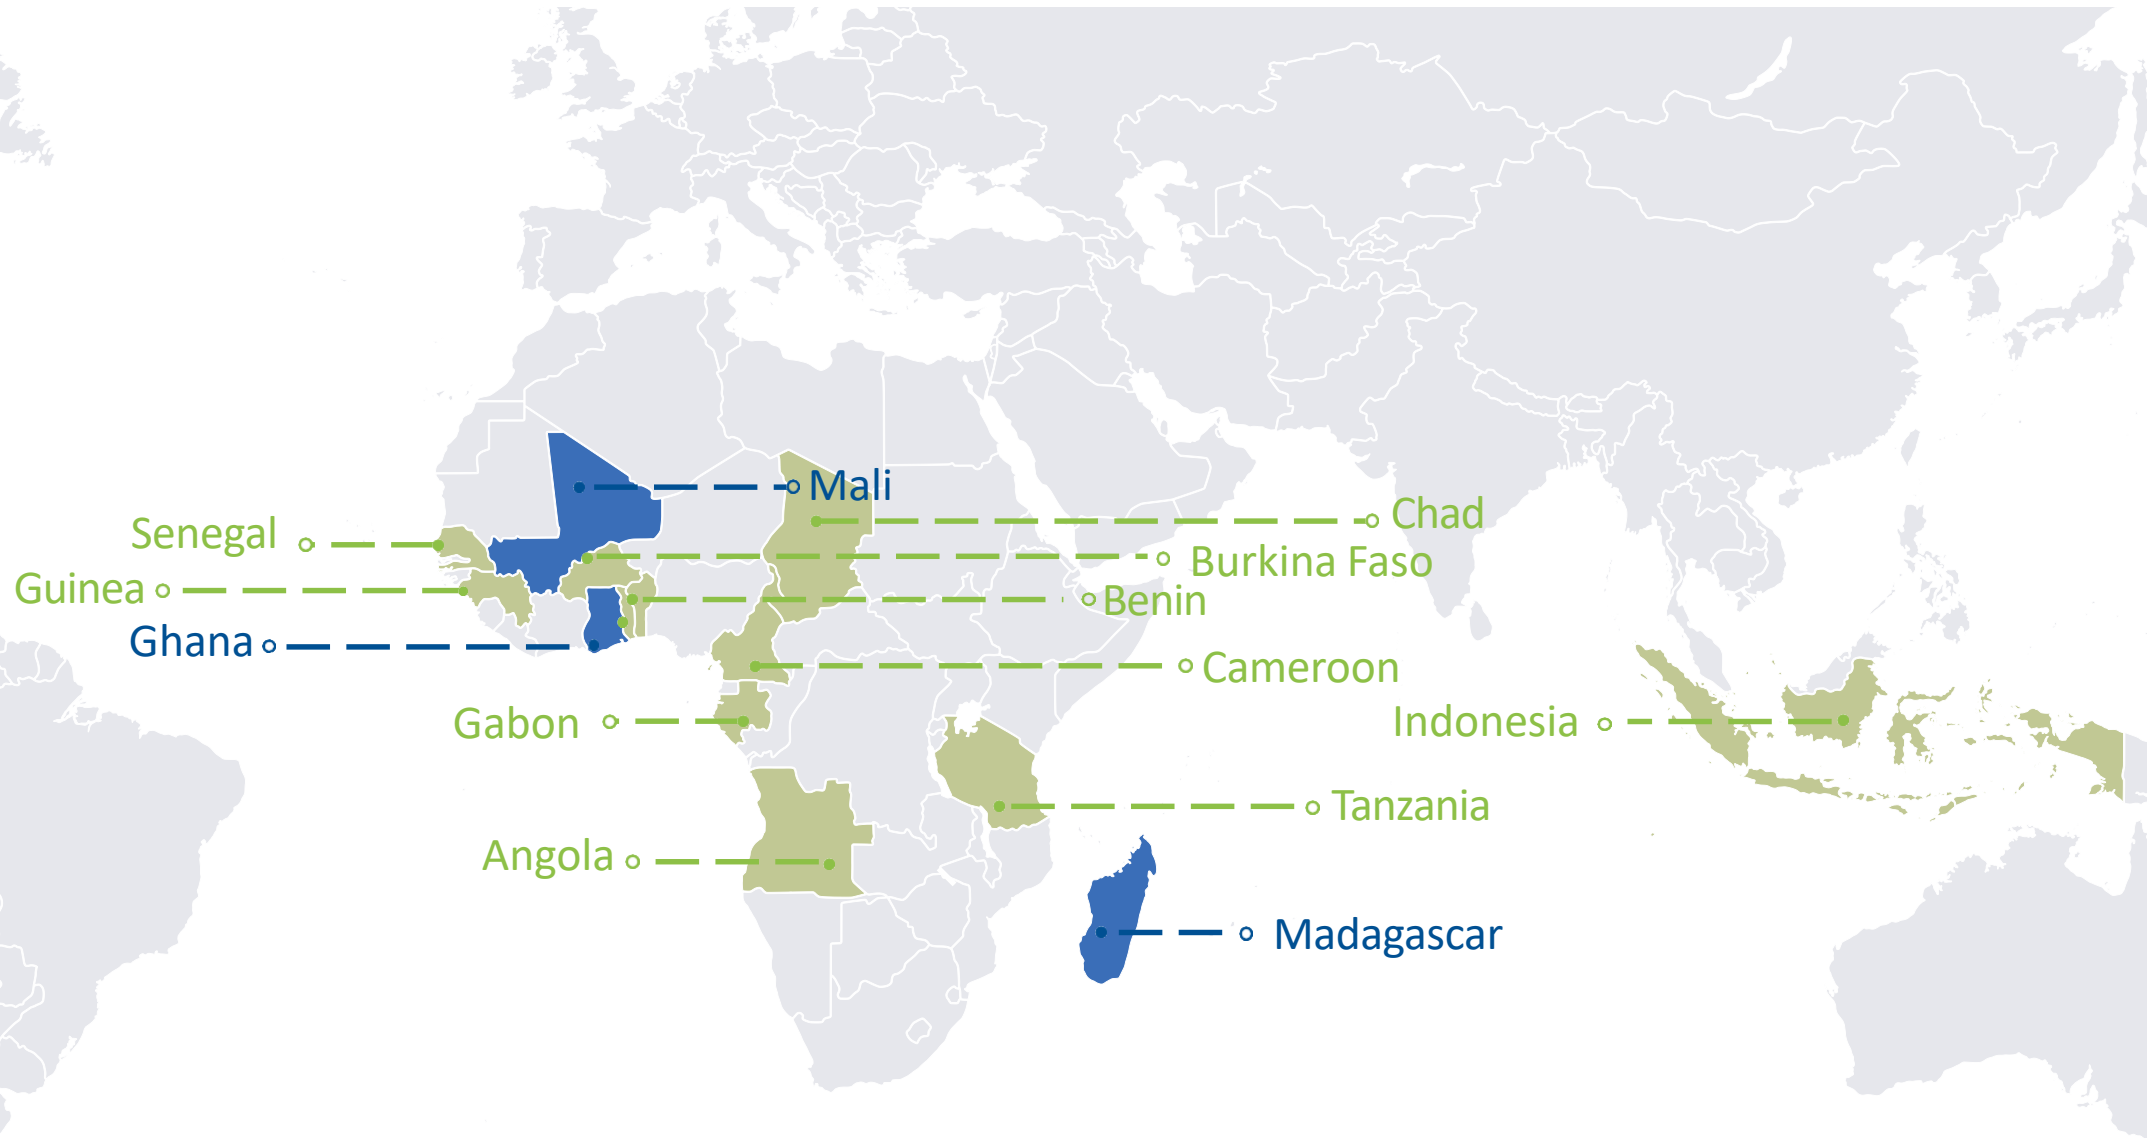 Mali
Chad
Senegal
Burkina Faso
Guinea
Benin
Ghana
Cameroon
Gabon
Indonesia
Tanzania
Angola
Madagascar